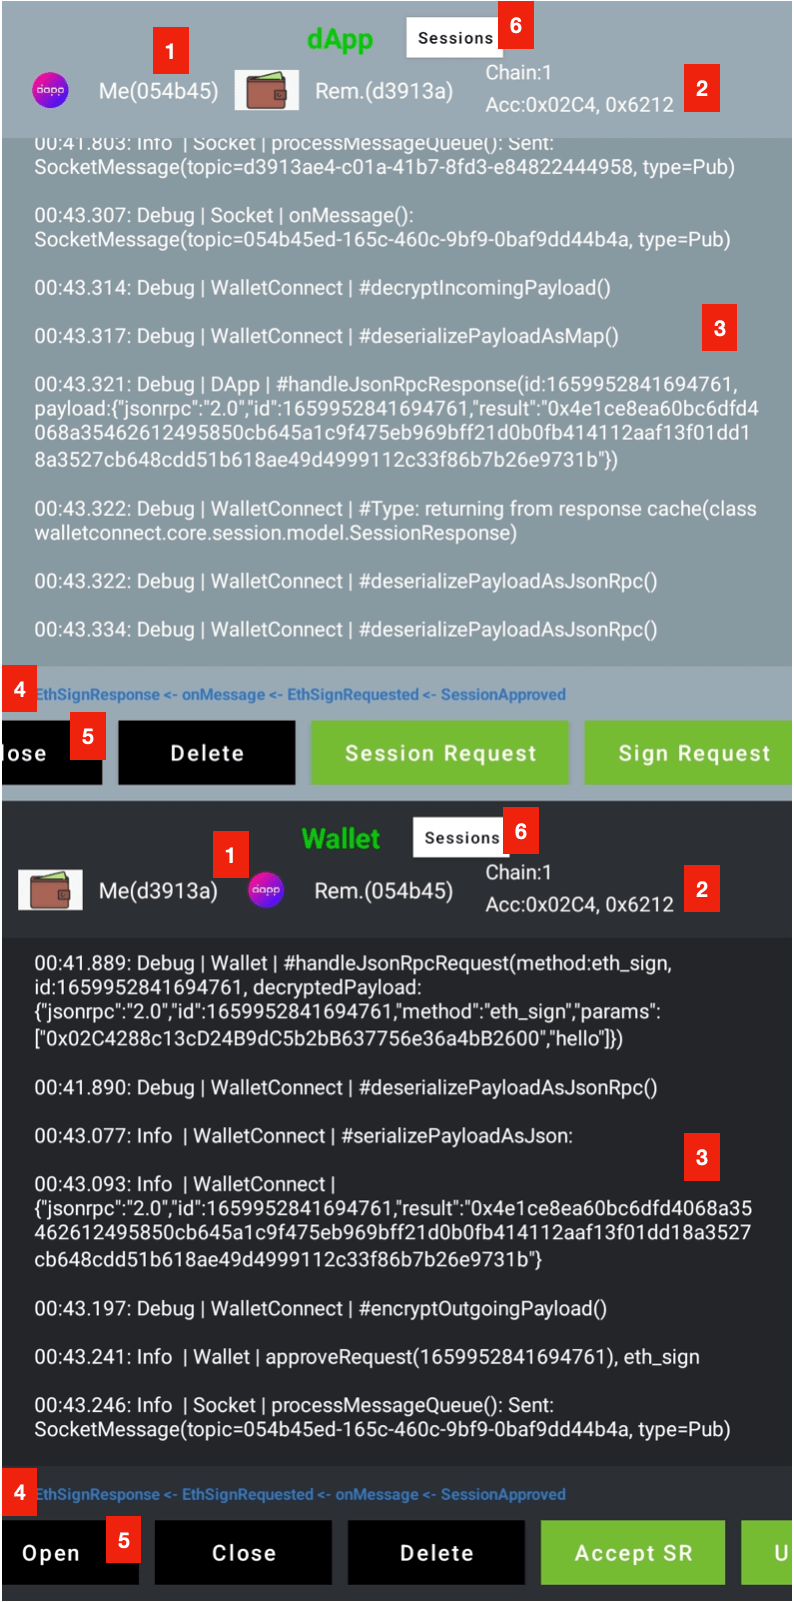 dApp
Sessions
6
1
dapp
Me(054b45)
Rem.(d3913a)
Chain:1
Acc:0x02C4, 0x6212
2
00:41.803: Info | Socket | processMessageQueue(): Sent:
SocketMessage(topic=d3913ae4-c01a-41b7-8fd3-e84822444958, type=Pub)
00:43.307: Debug | Socket | onMessage():
SocketMessage(topic=054b45ed-165c-460c-9bf9-0baf9dd44b4a, type=Pub)
00:43.314: Debug | WalletConnect | #decryptIncomingPayload()
00:43.317: Debug | WalletConnect | #deserializePayloadAsMap()
3
00:43.321: Debug | DApp | #handleJsonRpcResponse(id:1659952841694761,
payload:{"jsonrpc":"2.0","id":1659952841694761,"result":"0x4e1ce8ea60bc6dfd4
068a35462612495850cb645a1c9f475eb969bff21d0b0fb414112aaf13f01dd1
8a3527cb648cdd51b618ae49d4999112c33f86b7b26e9731b"})
00:43.322: Debug | WalletConnect | #Type: returning from response cache(class
walletconnect.core.session.model.SessionResponse)
00:43.322: Debug | WalletConnect | #deserializePayloadAsJsonRpc()
00:43.334: Debug | WalletConnect | #deserializePayloadAsJsonRpc()
4
EthSignResponse <- onMessage <- EthSignRequested <- SessionApproved
lose
5
Delete
Session Request
Sign Request
Wallet
Sessions
6
1
Me(d3913a)
dapp
Rem.(054b45)
Chain:1
Acc:0x02C4, 0x6212
2
00:41.889: Debug | Wallet | #handleJsonRpcRequest(method:eth_sign,
id:1659952841694761, decryptedPayload:
{"jsonrpc":"2.0","id":1659952841694761,"method":"eth_sign","params":
["0x02C4288c13cD24B9dC5b2bB637756e36a4bB2600","hello"]})
00:41.890: Debug | WalletConnect | #deserializePayloadAsJsonRpc()
00:43.077: Info | WalletConnect | #serializePayloadAsJson:
3
00:43.093: Info | WalletConnect |
{"jsonrpc":"2.0","id":1659952841694761,"result":"0x4e1ce8ea60bc6dfd4068a35
462612495850cb645a1c9f475eb969bff21d0b0fb414112aaf13f01dd18a3527
cb648cdd51b618ae49d4999112c33f86b7b26e9731b"}
00:43.197: Debug | WalletConnect | #encryptOutgoingPayload()
00:43.241: Info | Wallet | approveRequest(1659952841694761), eth_sign
00:43.246: Info | Socket | processMessageQueue(): Sent:
SocketMessage(topic=054b45ed-165c-460c-9bf9-0baf9dd44b4a, type=Pub)
4
EthSignResponse <- EthSignRequested <- onMessage <- SessionApproved
Open
5
Close
Delete
Accept SR
U